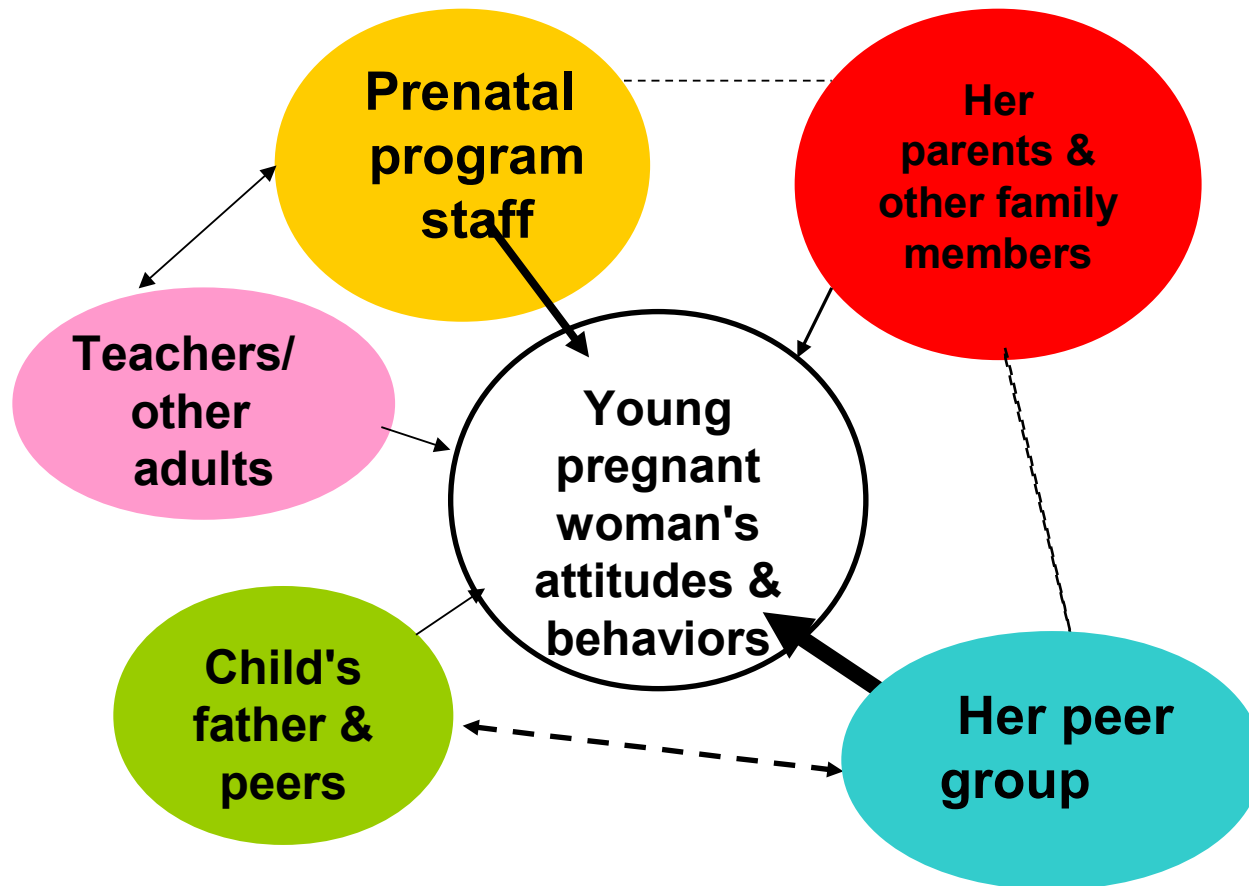 Prenatal
program
staff
Her
parents &
other family
members
Teachers/
other
adults
Young
pregnant
woman's
attitudes &
behaviors
Child's
father &
peers
Her peer
group